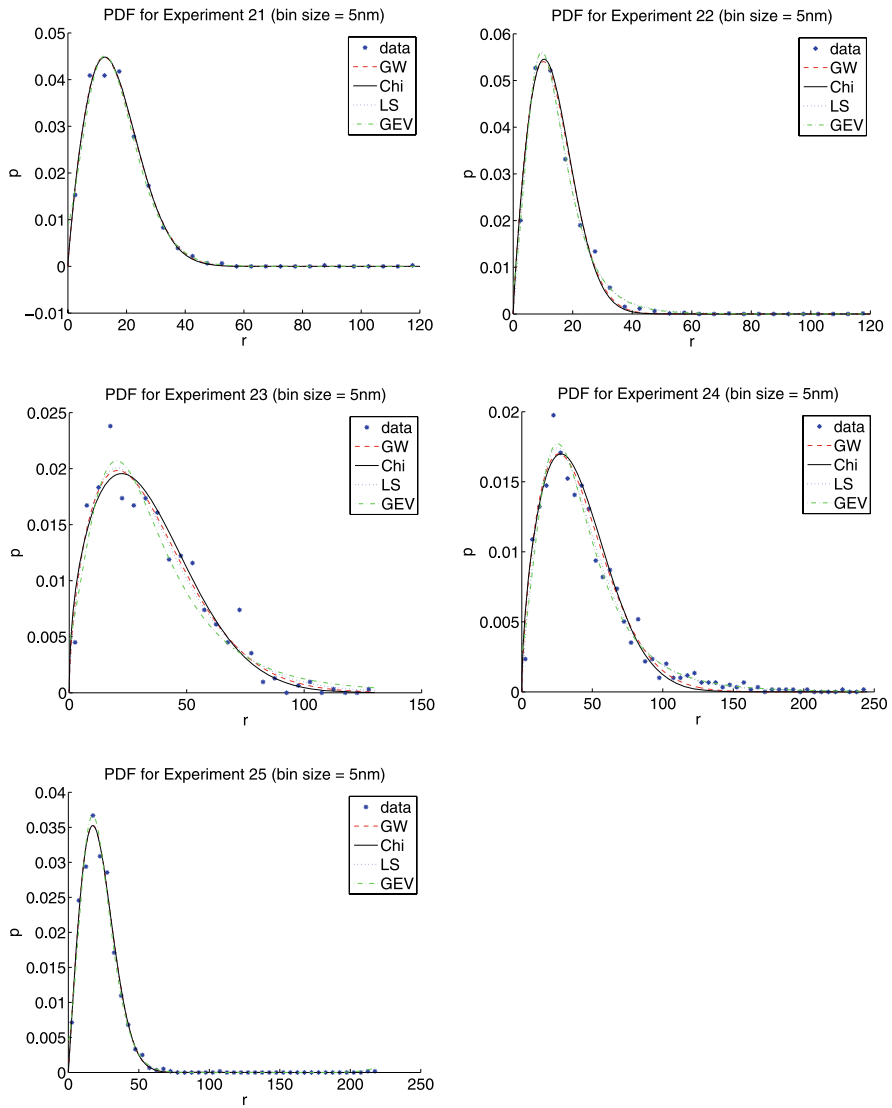 PDF for Experiment 21 (bin size = 5nm)
0.05
0.04
0.03
0.02
0.01
0
−0.01
p
0 20 40 60 80 100 120
r
data
GW
Chi
LS
GEV
PDF for Experiment 22 (bin size = 5nm)
0.06
0.05
0.04
0.03
0.02
0.01
0
p
0 20 40 60 80 100 120
r
data
GW
Chi
LS
GEV
PDF for Experiment 23 (bin size = 5nm)
0.025
0.02
0.015
0.01
0.005
0
p
0 50 100 150
r
data
GW
Chi
LS
GEV
PDF for Experiment 24 (bin size = 5nm)
0.02
0.015
0.01
0.005
0
p
0 50 100 150 200 250
r
data
GW
Chi
LS
GEV
PDF for Experiment 25 (bin size = 5nm)
0.04
0.035
0.03
0.025
0.02
0.015
0.01
0.005
0
p
0 50 100 150 200 250
r
data
GW
Chi
LS
GEV